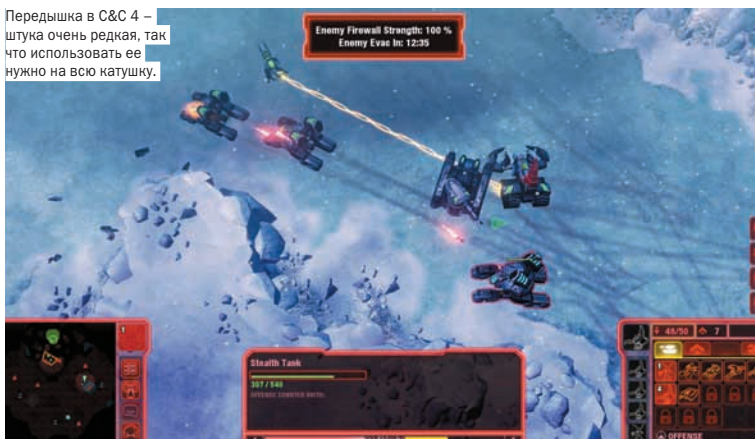 Передышка в C&C 4 –
штука очень редкая, так
что использовать ее
нужно на всю катушку.
Enemy Firewall Strength: 100 %
Enemy Evac In: 12:35
Stealth Tank
307 / 540
48/50
7
OFFENSE